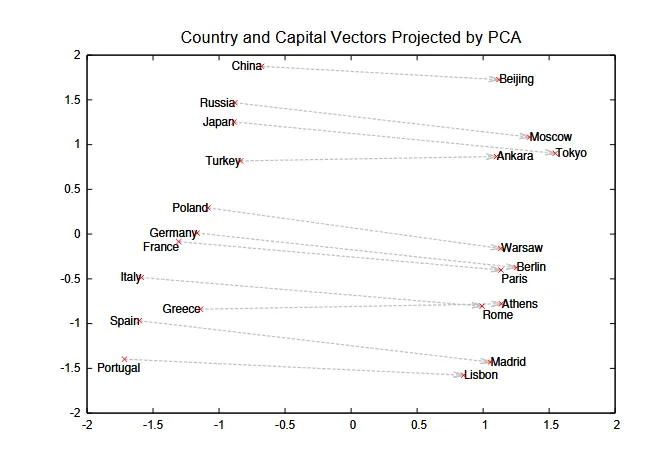 Country and Capital Vectors Projected by PCA
2
China
Beijing
1.5
Russia
Japan
Moscow
1
Tokyo
Turkey
Ankara
0.5
Poland
0
Germany
France
Warsaw
Berlin
-0.5
Italy
Paris
Greece
Athens
Rome
-1
Spain
Madrid
-1.5
Portugal
Lisbon
-2
-2 -1.5 -1 -0.5 0 0.5 1 1.5 2